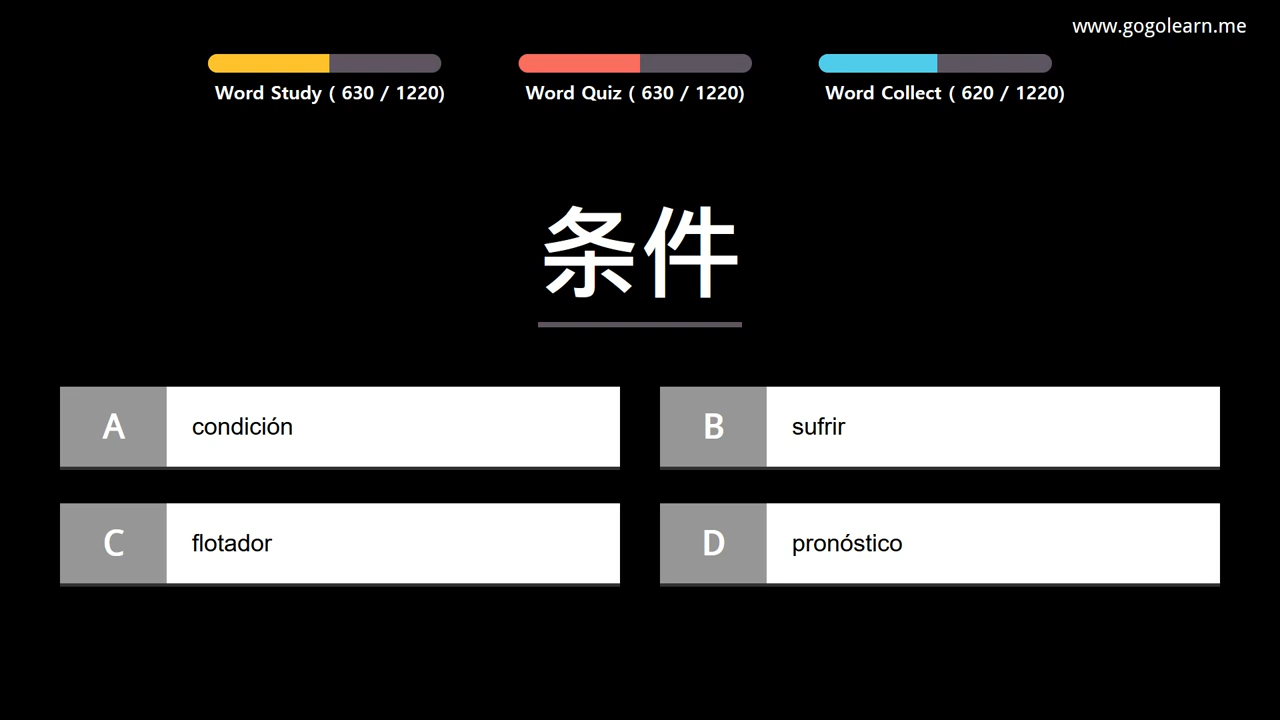 www.gogolearn.me
Word Study ( 630 / 1220)
Word Quiz ( 630 / 1220)
Word Collect ( 620 / 1220)
条件
A condición
B sufrir
C flotador
D pronóstico